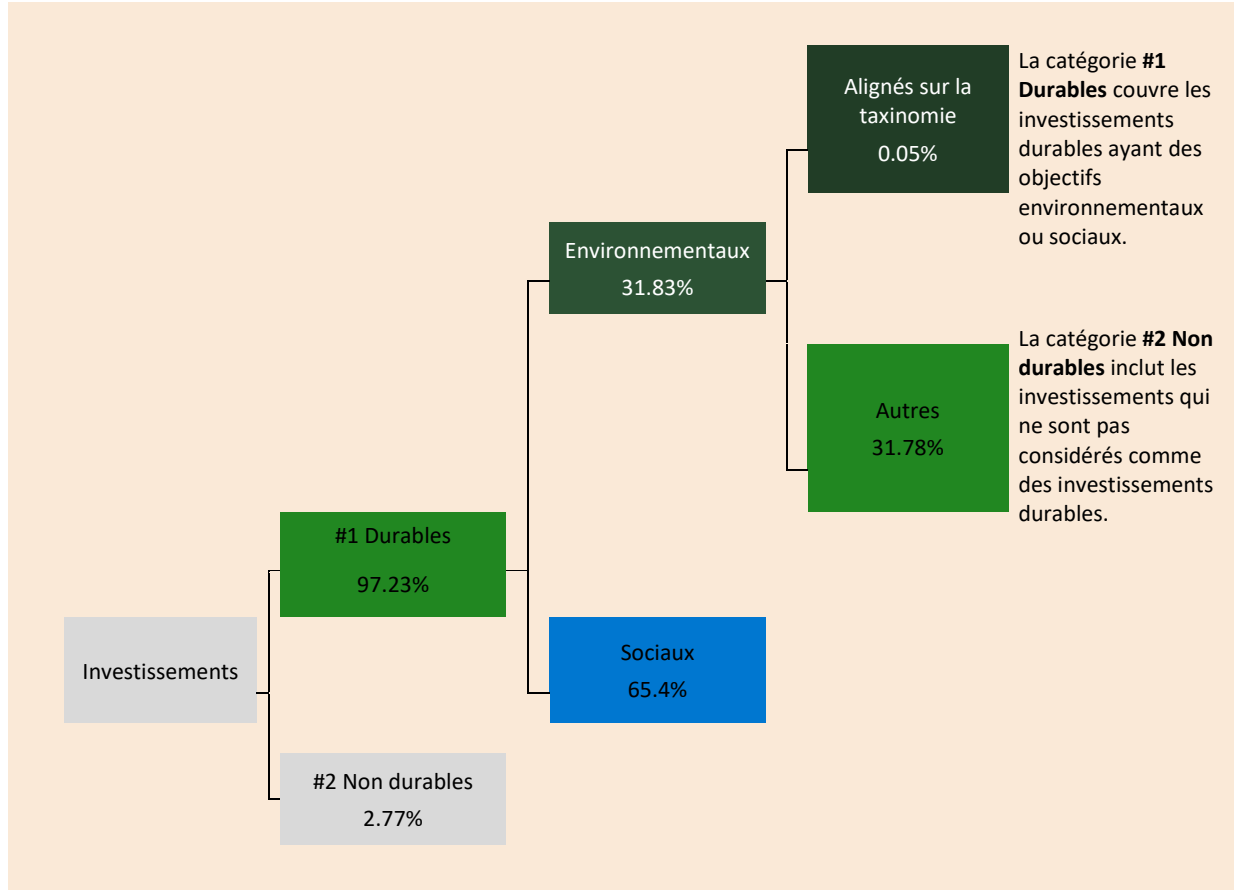 Alignés sur la
taxinomie
0.05%
La catégorie #1
Durables couvre les
investissements
durables ayant des
objectifs
environnementaux
ou sociaux.
Environnementaux
31.83%
La catégorie #2 Non
durables inclut les
investissements qui
ne sont pas
considérés comme
des investissements
durables.
Autres
31.78%
#1 Durables
97.23%
Sociaux
65.4%
Investissements
#2 Non durables
2.77%